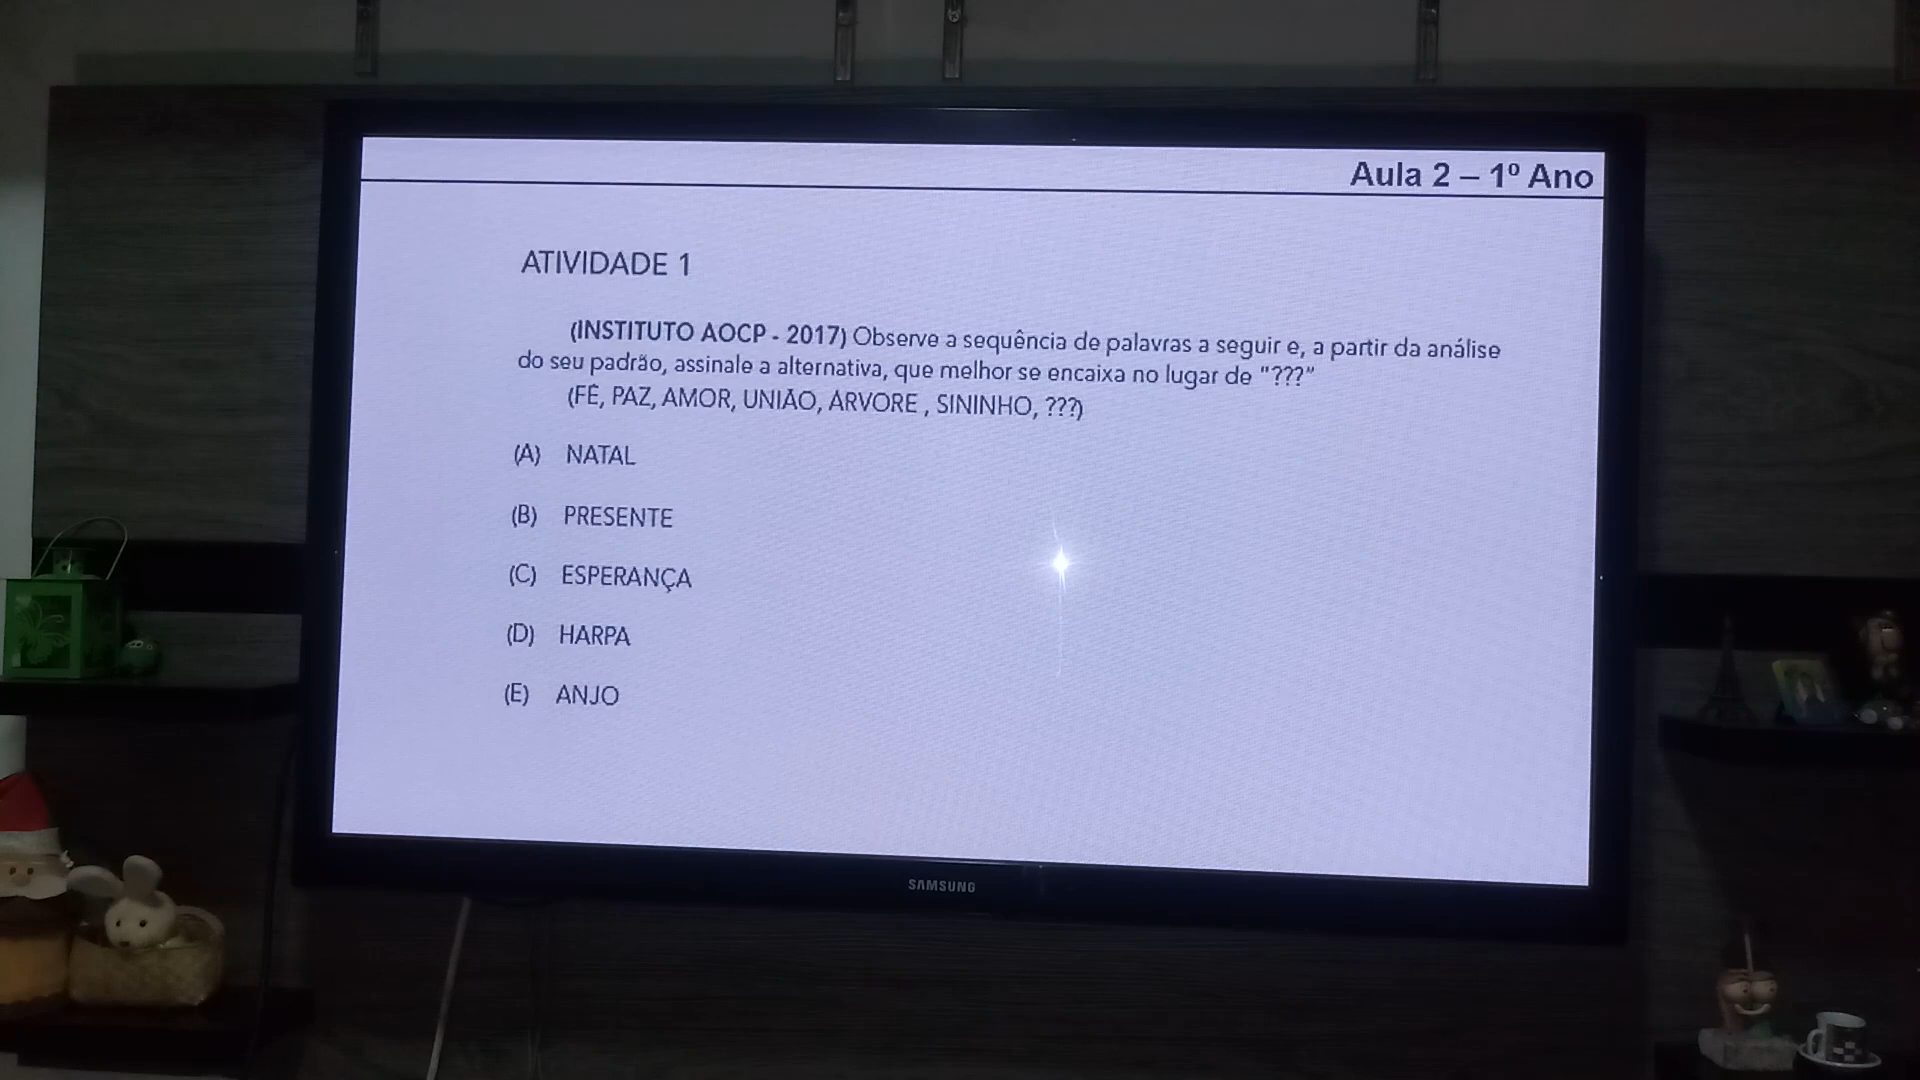 Aula 2 – 1º Ano
ATIVIDADE 1
(INSTITUTO AOCP - 2017) Observe a sequência de palavras a seguir e, a partir da análise
do seu padrão, assinale a alternativa, que melhor se encaixa no lugar de "???"
(FÉ, PAZ, AMOR, UNIÃO, ÁRVORE , SININHO, ???)
(A) NATAL
(B) PRESENTE
(C) ESPERANÇA
(D) HARPA
(E) ANJO
SAMSUNG